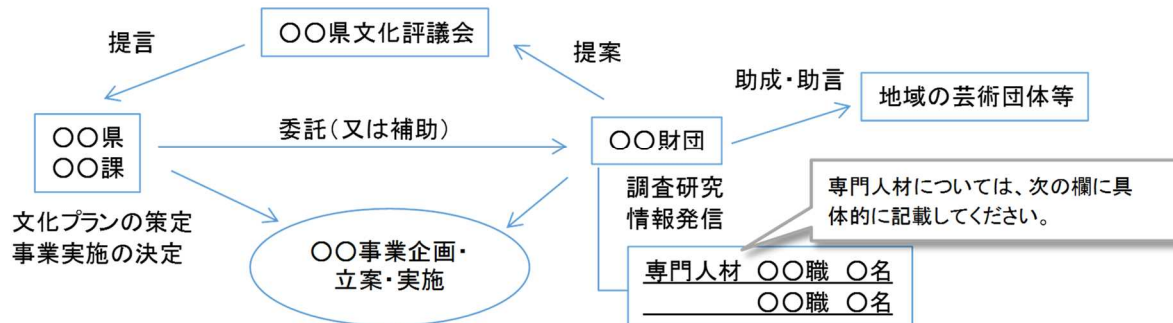 〇〇県文化評議会
提言
提案
助成・助言
地域の芸術団体等
〇〇県
〇〇課
委託(又は補助)
〇〇財団
文化プランの策定
事業実施の決定
調査研究
情報発信
専門人材については、次の欄に具
体的に記載してください。
〇〇事業企画・
立案・実施
専門人材 〇〇職 〇名
〇〇職 〇名